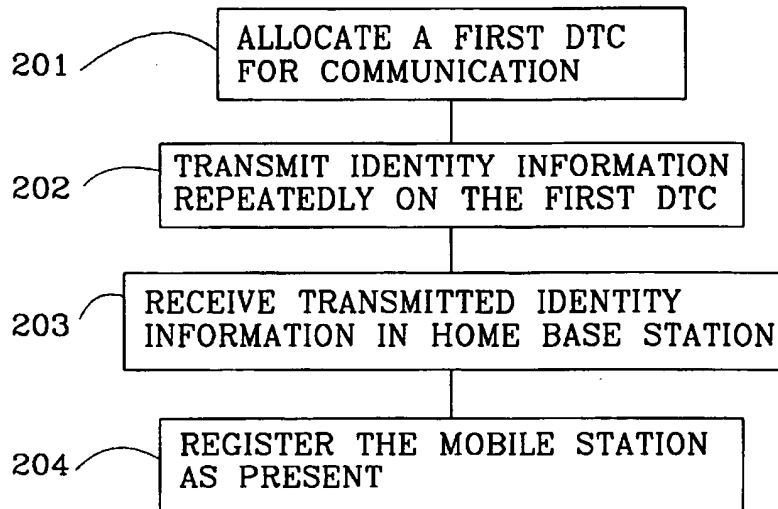 201
ALLOCATE A FIRST DTC
FOR COMMUNICATION
202
TRANSMIT IDENTITY INFORMATION
REPEATEDLY ON THE FIRST DTC
203
RECEIVE TRANSMITTED IDENTITY
INFORMATION IN HOME BASE STATION
204
REGISTER THE MOBILE STATION
AS PRESENT